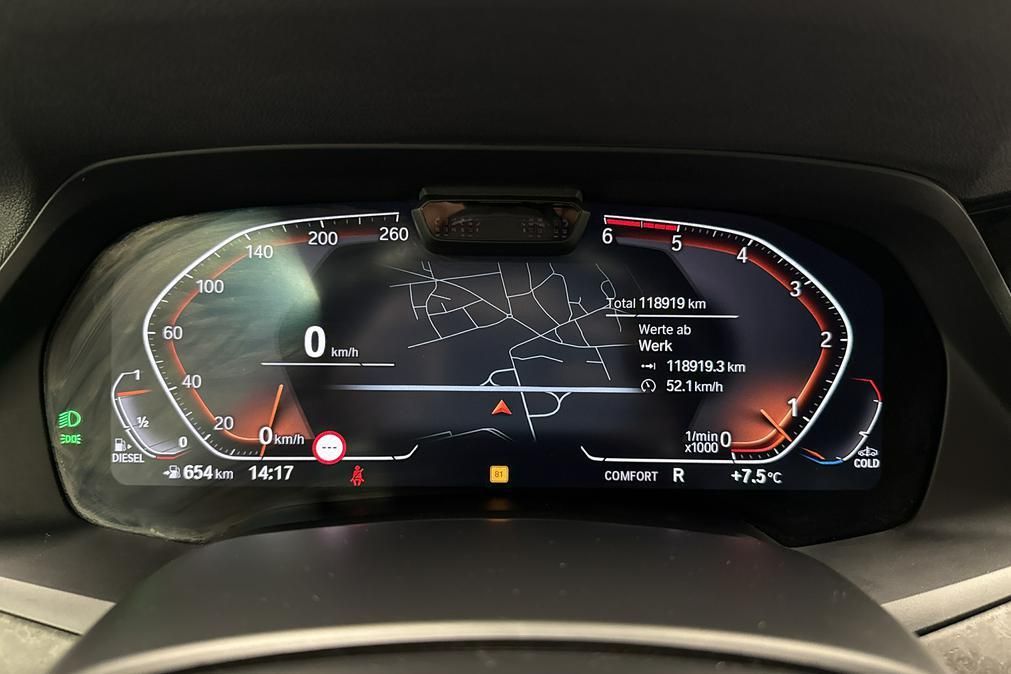 260
200
140
100
60
40
20
0 km/h
0 km/h
6
5
4
3
2
1
0
1/min
x1000
Total 118919 km
Werte ab
Werk
118919.3 km
52.1 km/h
1
½
0
DIESEL
654 km
14:17
---
81
COMFORT R
+7.5 °C
COLD